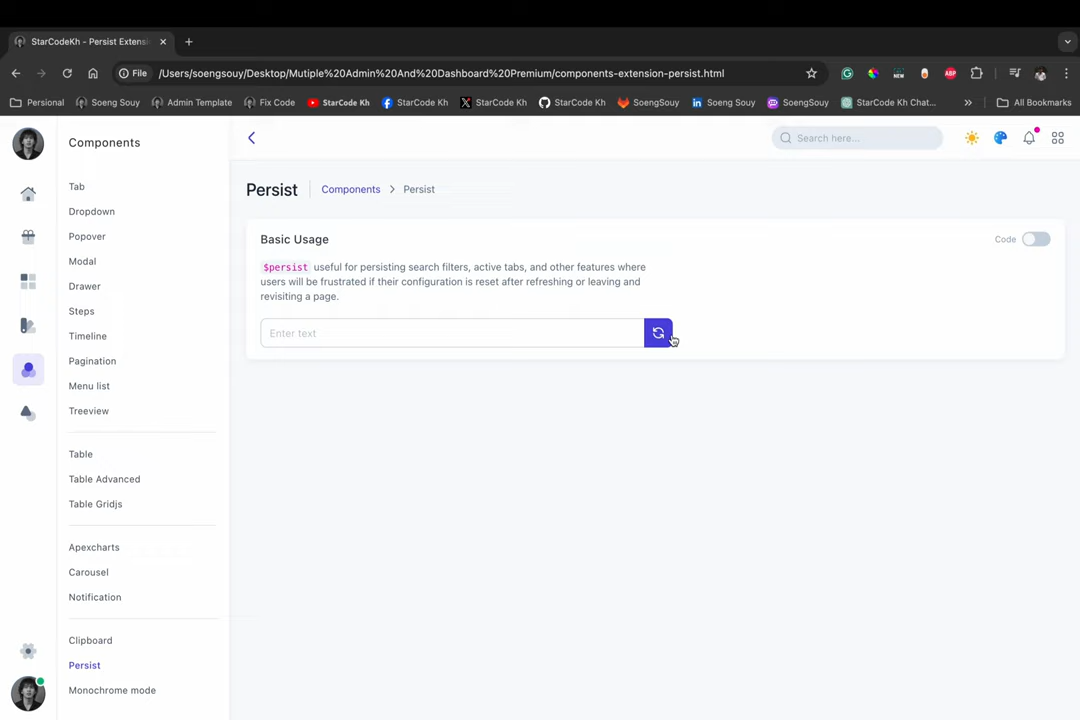 StarCodeKh - Persist Extensi
File
/Users/soengsouy/Desktop/Mutiple%20Admin%20And%20Dashboard%20Premium/components-extension-persist.html
NEW
ABP
Personal
Soeng Souy
Admin Template
Fix Code
StarCode Kh
StarCode Kh
StarCode Kh
StarCode Kh
SoengSouy
Soeng Souy
SoengSouy
StarCode Kh Chat...
All Bookmarks
Components
Search here...
Tab
Dropdown
Popover
Modal
Drawer
Steps
Timeline
Pagination
Menu list
Treeview
Table
Table Advanced
Table Gridjs
Apexcharts
Carousel
Notification
Clipboard
Persist
Monochrome mode
Persist
Components
Persist
Basic Usage
Code
$persist useful for persisting search filters, active tabs, and other features where
users will be frustrated if their configuration is reset after refreshing or leaving and
revisiting a page.
Enter text